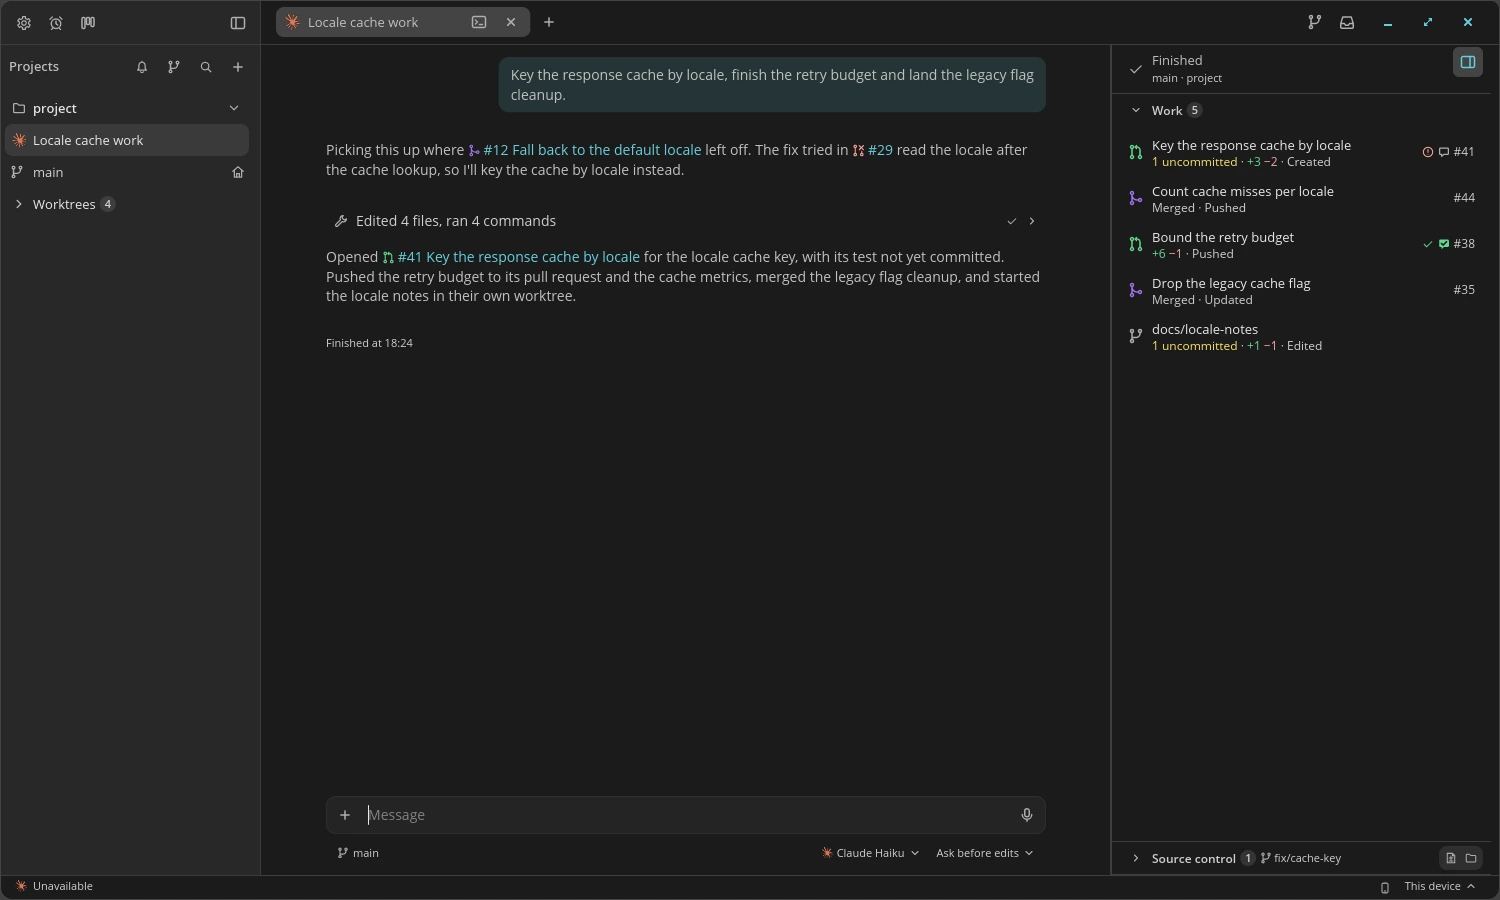 Locale cache work
Projects
project
Locale cache work
main
Worktrees 4
Key the response cache by locale, finish the retry budget and land the legacy flag
cleanup.
Picking this up where #12 Fall back to the default locale left off. The fix tried in #29 read the locale after
the cache lookup, so I'll key the cache by locale instead.
Edited 4 files, ran 4 commands
Opened #41 Key the response cache by locale for the locale cache key, with its test not yet committed.
Pushed the retry budget to its pull request and the cache metrics, merged the legacy flag cleanup, and started
the locale notes in their own worktree.
Finished at 18:24
Message
main
Claude Haiku
Ask before edits
Finished
main · project
Work 5
Key the response cache by locale
#41
1 uncommitted · +3 −2 · Created
Count cache misses per locale
#44
Merged · Pushed
Bound the retry budget
#38
+6 −1 · Pushed
Drop the legacy cache flag
#35
Merged · Updated
docs/locale-notes
1 uncommitted · +1 −1 · Edited
Source control 1 fix/cache-key
Unavailable
This device